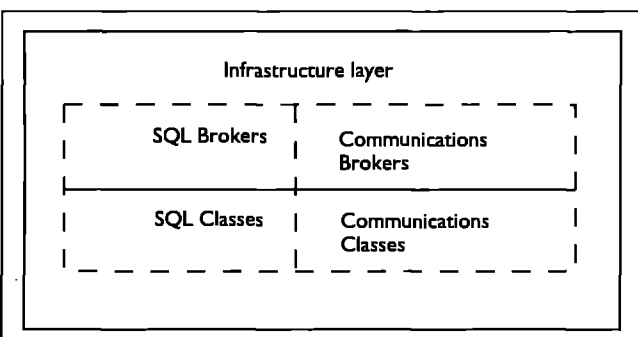 Infrastructure layer
SQL Brokers
Communications
Brokers
SQL Classes
Communications
Classes